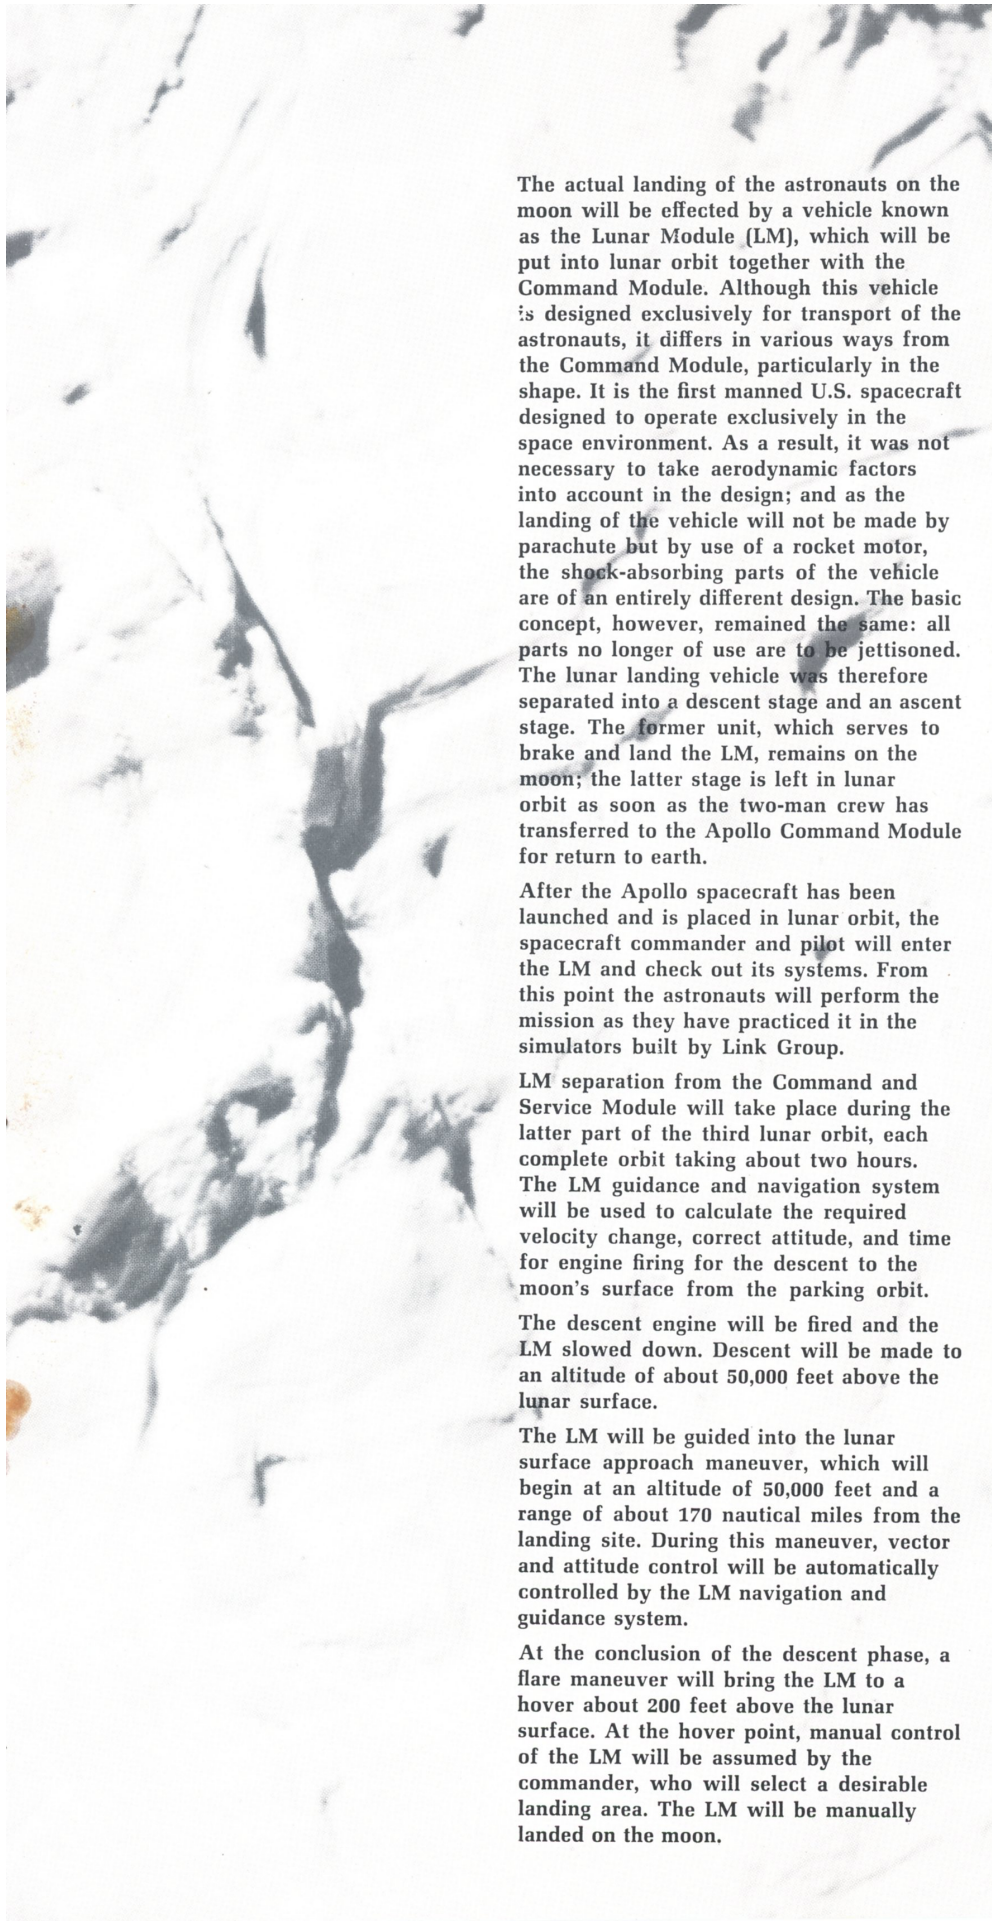 The actual landing of the astronauts on the
moon will be effected by a vehicle known
as the Lunar Module (LM), which will be
put into lunar orbit together with the
Command Module. Although this vehicle
is designed exclusively for transport of the
astronauts, it differs in various ways from
the Command Module, particularly in the
shape. It is the first manned U.S. spacecraft
designed to operate exclusively in the
space environment. As a result, it was not
necessary to take aerodynamic factors
into account in the design; and as the
landing of the vehicle will not be made by
parachute but by use of a rocket motor,
the shock-absorbing parts of the vehicle
are of an entirely different design. The basic
concept, however, remained the same: all
parts no longer of use are to be jettisoned.
The lunar landing vehicle was therefore
separated into a descent stage and an ascent
stage. The former unit, which serves to
brake and land the LM, remains on the
moon; the latter stage is left in lunar
orbit as soon as the two-man crew has
transferred to the Apollo Command Module
for return to earth.
After the Apollo spacecraft has been
launched and is placed in lunar orbit, the
spacecraft commander and pilot will enter
the LM and check out its systems. From
this point the astronauts will perform the
mission as they have practiced it in the
simulators built by Link Group.
LM separation from the Command and
Service Module will take place during the
latter part of the third lunar orbit, each
complete orbit taking about two hours.
The LM guidance and navigation system
will be used to calculate the required
velocity change, correct attitude, and time
for engine firing for the descent to the
moon's surface from the parking orbit.
The descent engine will be fired and the
LM slowed down. Descent will be made to
an altitude of about 50,000 feet above the
lunar surface.
The LM will be guided into the lunar
surface approach maneuver, which will
begin at an altitude of 50,000 feet and a
range of about 170 nautical miles from the
landing site. During this maneuver, vector
and attitude control will be automatically
controlled by the LM navigation and
guidance system.
At the conclusion of the descent phase, a
flare maneuver will bring the LM to a
hover about 200 feet above the lunar
surface. At the hover point, manual control
of the LM will be assumed by the
commander, who will select a desirable
landing area. The LM will be manually
landed on the moon.